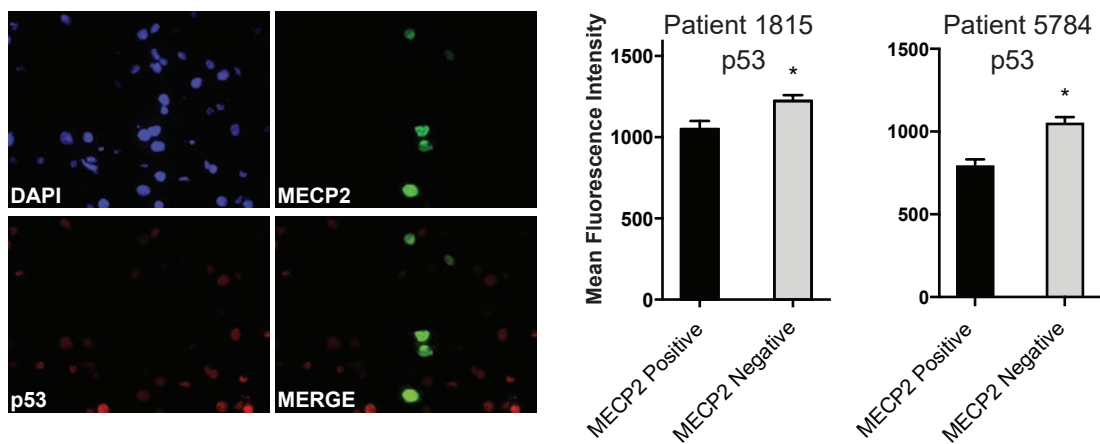 DAPI
MECP2
p53
MERGE
Mean Fluorescence Intensity
Patient 1815
p53
*
1500
1000
500
0
MECP2 Positive
MECP2 Negative
Patient 5784
p53
*
1500
1000
500
0
MECP2 Positive
MECP2 Negative